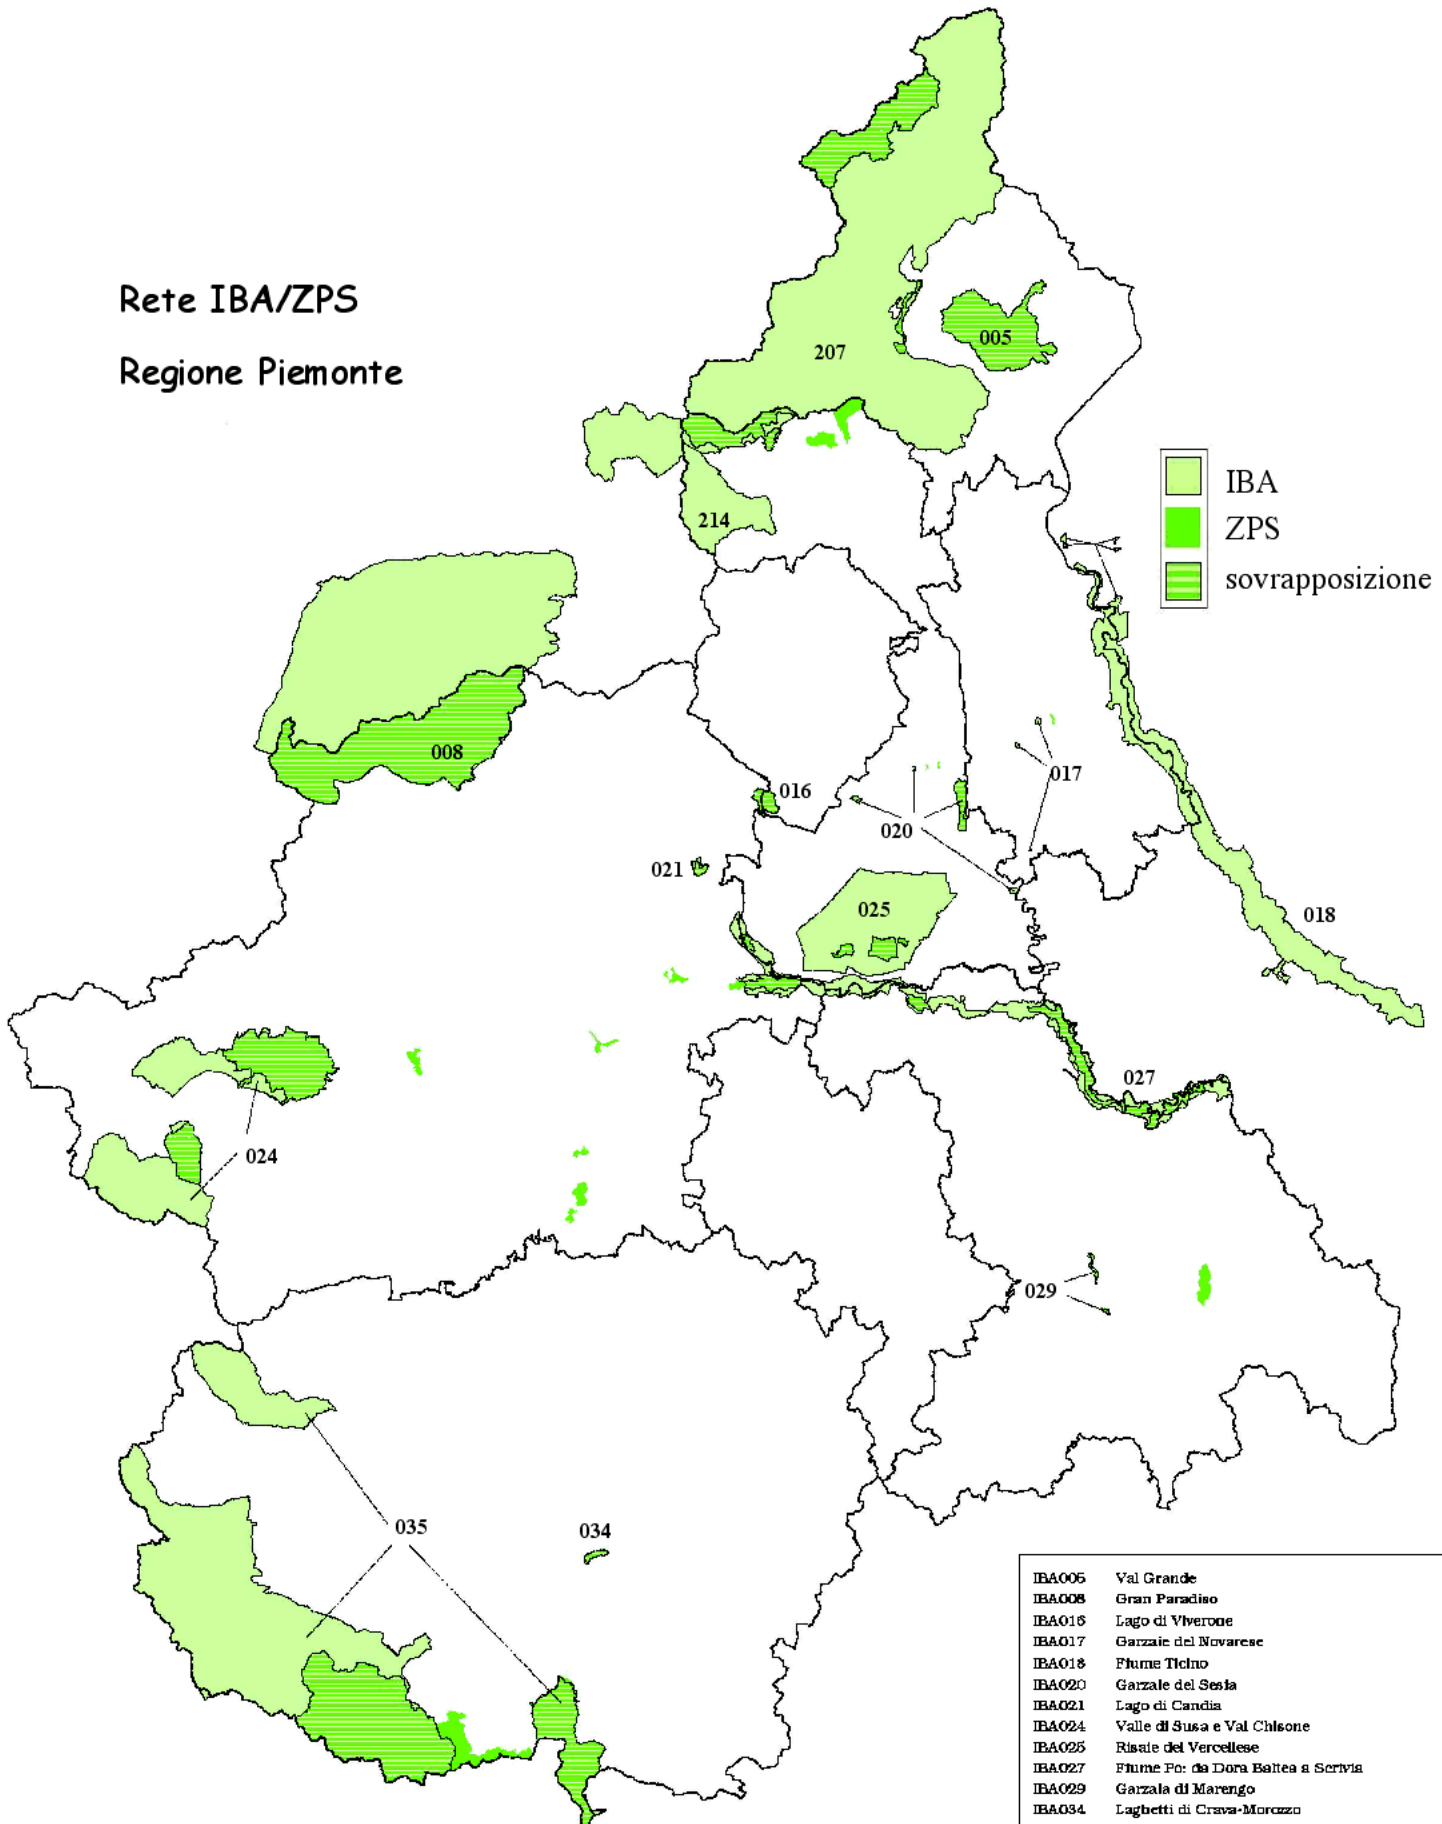 Rete IBA/ZPS
Regione Piemonte
207
005
IBA
ZPS
sovrapposizione
214
008
016
017
020
021
025
018
027
024
029
035
034
IBA005 Val Grande
IBA008 Gran Paradiso
IBA016 Lago di Viverone
IBA017 Garzaie del Novarese
IBA018 Fiume Ticino
IBA020 Garzaie del Sesia
IBA021 Lago di Candia
IBA024 Valle di Susa e Val Chisone
IBA025 Risaie del Vercellese
IBA027 Fiume Po: da Dora Baltea a Scrivia
IBA029 Garzaia di Marengo
IBA034 Laghetti di Crava-Morozzo